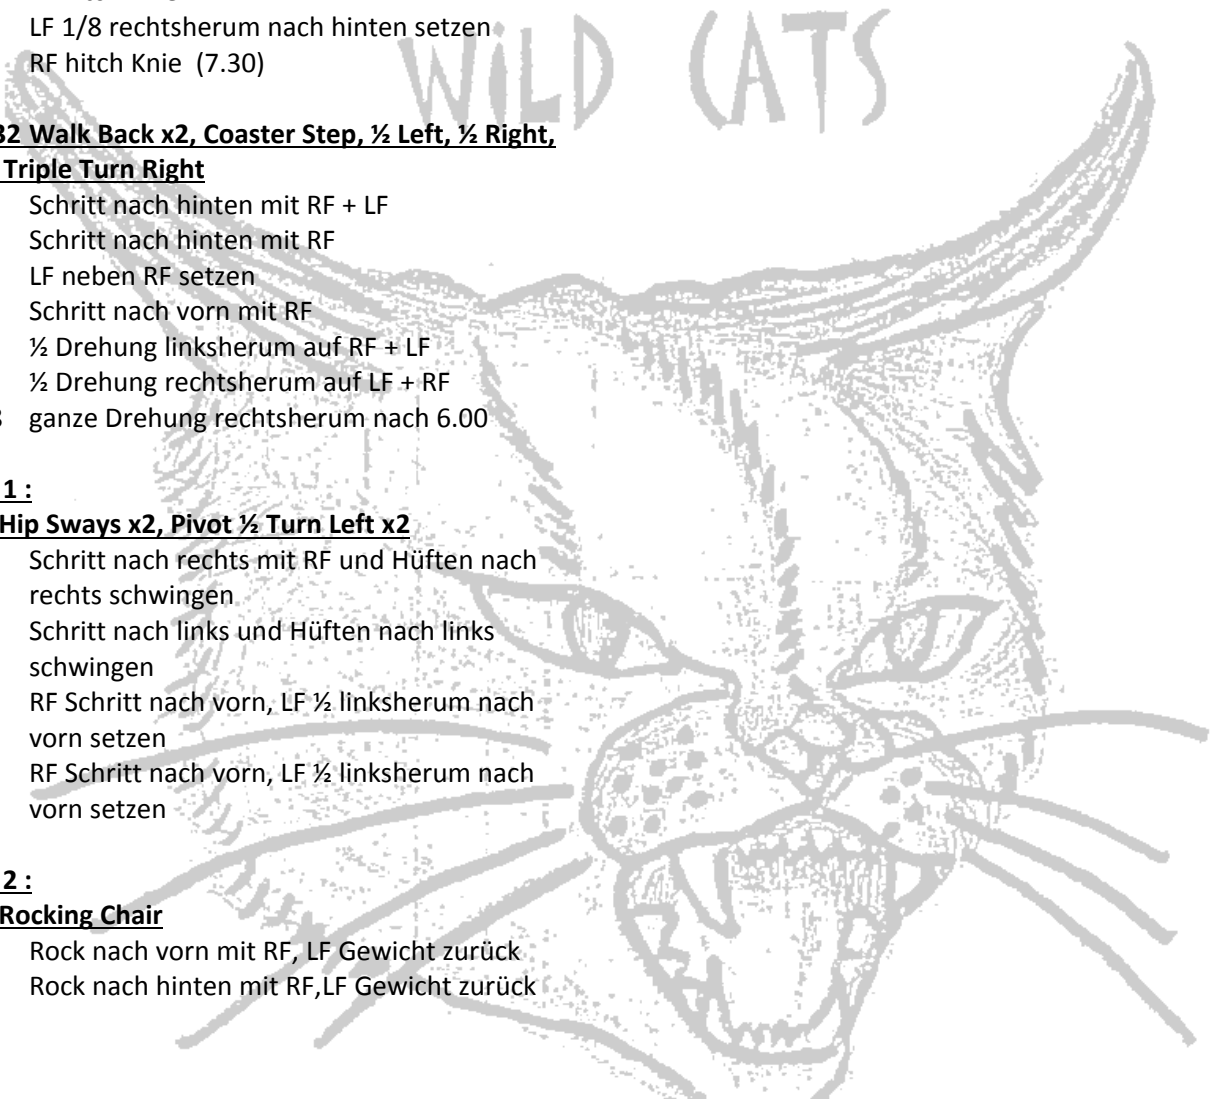 WiLD CATS
LF 1/8 rechtsherum nach hinten setzen
RF hitch Knie (7.30)
32 Walk Back x2, Coaster Step, ½ Left, ½ Right,
Triple Turn Right
Schritt nach hinten mit RF + LF
Schritt nach hinten mit RF
LF neben RF setzen
Schritt nach vorn mit RF
½ Drehung linksherum auf RF + LF
½ Drehung rechtsherum auf LF + RF
ganze Drehung rechtsherum nach 6.00
1 :
Hip Sways x2, Pivot ½ Turn Left x2
Schritt nach rechts mit RF und Hüften nach
rechts schwingen
Schritt nach links und Hüften nach links
schwingen
RF Schritt nach vorn, LF ½ linksherum nach
vorn setzen
RF Schritt nach vorn, LF ½ linksherum nach
vorn setzen
2 :
Rocking Chair
Rock nach vorn mit RF, LF Gewicht zurück
Rock nach hinten mit RF,LF Gewicht zurück